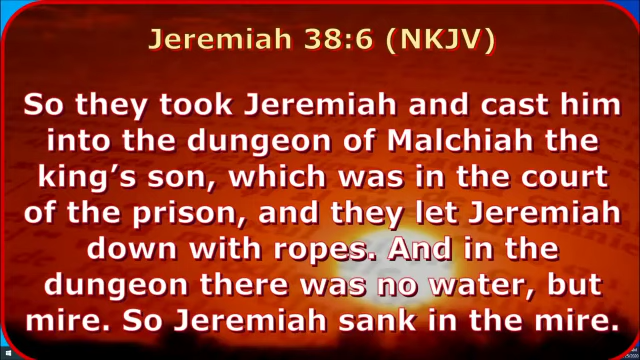 Jeremiah 38:6 (NKJV)
So they took Jeremiah and cast him
into the dungeon of Malchiah the
king’s son, which was in the court
of the prison, and they let Jeremiah
down with ropes. And in the
dungeon there was no water, but
mire. So Jeremiah sank in the mire.